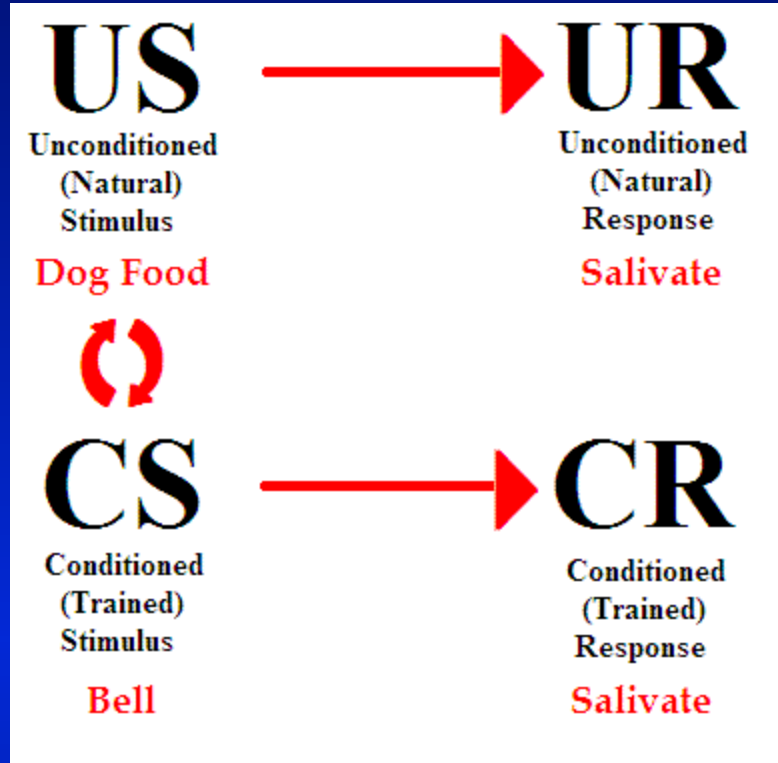 US
Unconditioned
(Natural)
Stimulus
Dog Food
UR
Unconditioned
(Natural)
Response
Salivate
CS
Conditioned
(Trained)
Stimulus
Bell
CR
Conditioned
(Trained)
Response
Salivate